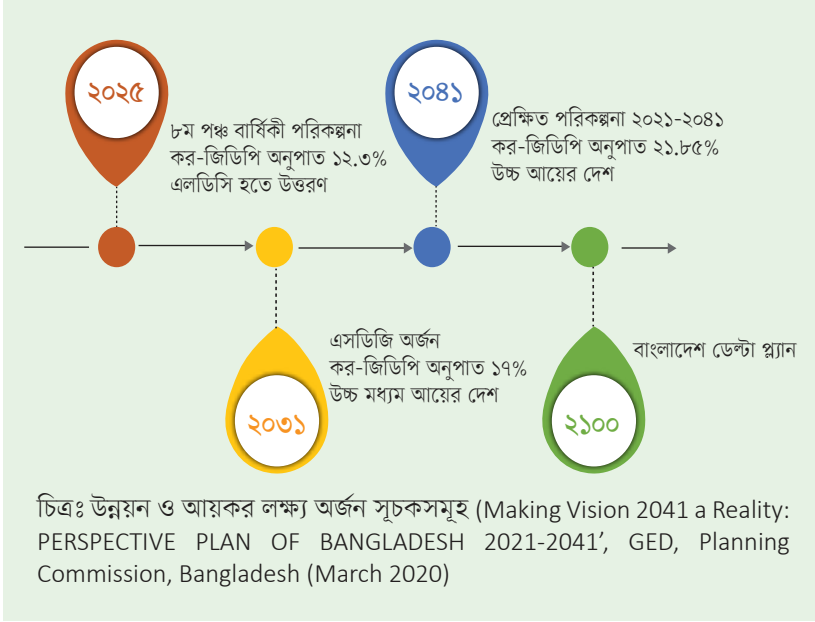 ২০২৫
৮ম পঞ্চ বার্ষিকী পরিকল্পনা
কর-জিডিপি অনুপাত ১২.৩%
এলডিসি হতে উত্তরণ
২০৪১
প্রেক্ষিত পরিকল্পনা ২০২১-২০৪১
কর-জিডিপি অনুপাত ২১.৮৫%
উচ্চ আয়ের দেশ
২০৩১
এসডিজি অর্জন
কর-জিডিপি অনুপাত ১৭%
উচ্চ মধ্যম আয়ের দেশ
২১০০
বাংলাদেশ ডেল্টা প্ল্যান
চিত্রঃ উন্নয়ন ও আয়কর লক্ষ্য অর্জন সূচকসমূহ (Making Vision 2041 a Reality:
PERSPECTIVE PLAN OF BANGLADESH 2021-2041’, GED, Planning
Commission, Bangladesh (March 2020)